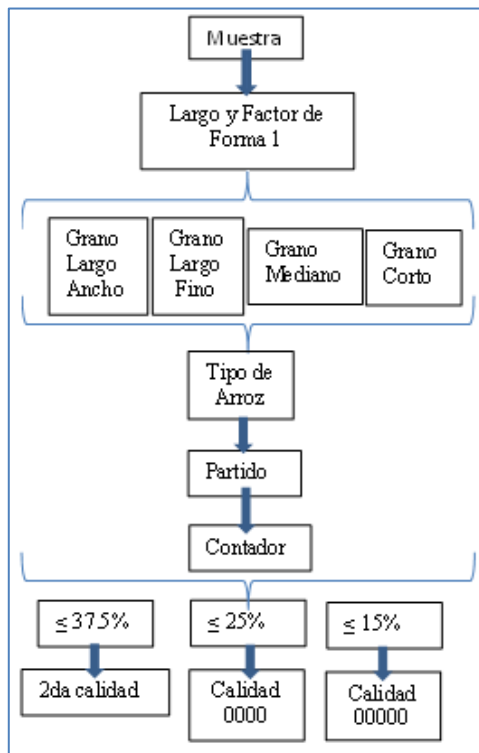 Muestra
Largo y Factor de
Forma 1
Grano
Largo
Ancho
Grano
Largo
Fino
Grano
Mediano
Grano
Corto
Tipo de
Arroz
Partido
Contador
≤ 37.5%
≤ 25%
≤ 15%
2da calidad
Calidad
0000
Calidad
00000